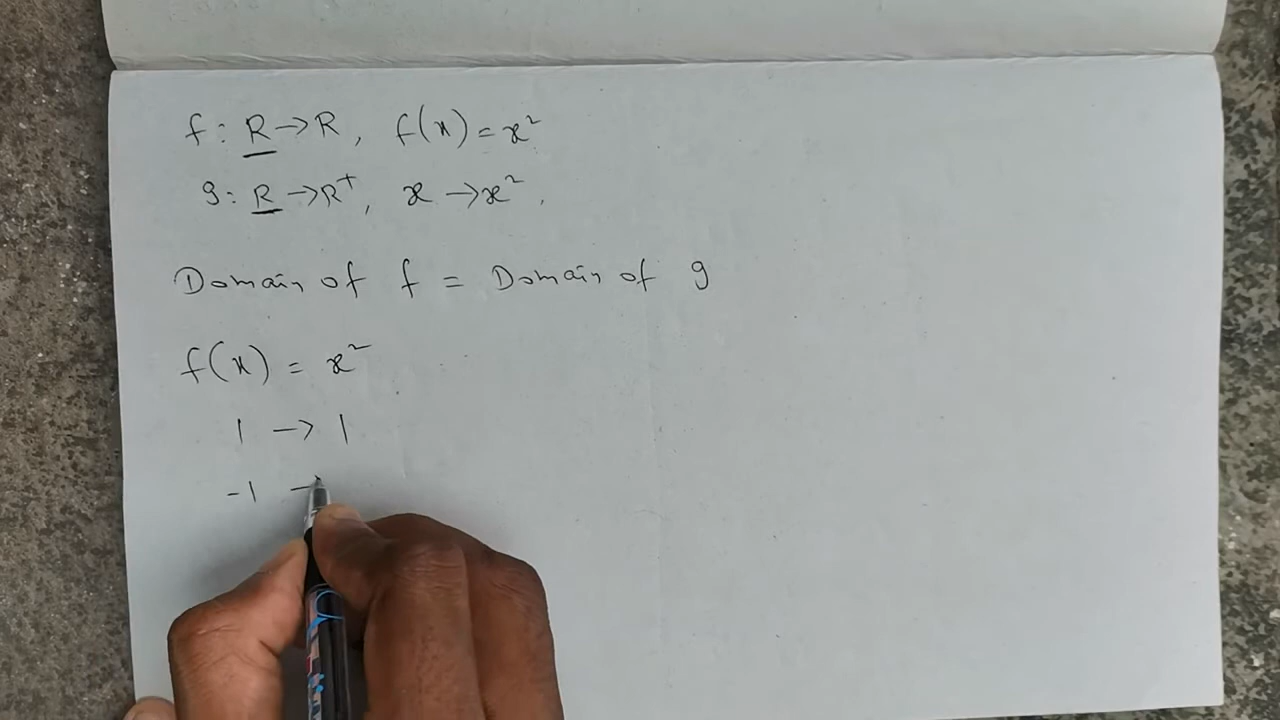 f: R→R, f(x) = x²
g: R→R⁺, x→x².
Domain of f = Domain of g
f(x) = x²
1 → 1
-1 →